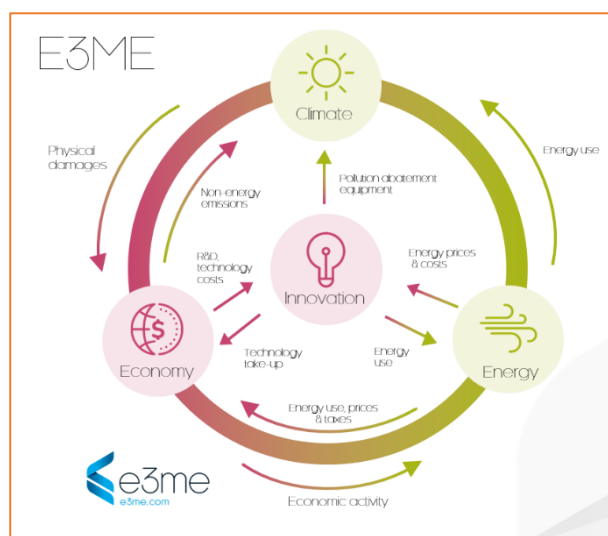 E3ME
Climate
Physical
damages
Energy use
Non-energy
emissions
Pollution abatement
equipment
R&D,
technology
costs
Energy prices
& costs
Innovation
$
Economy
Technology
take-up
Energy
use
Energy
Energy use, prices
& taxes
e3me
e3me.com
Economic activity